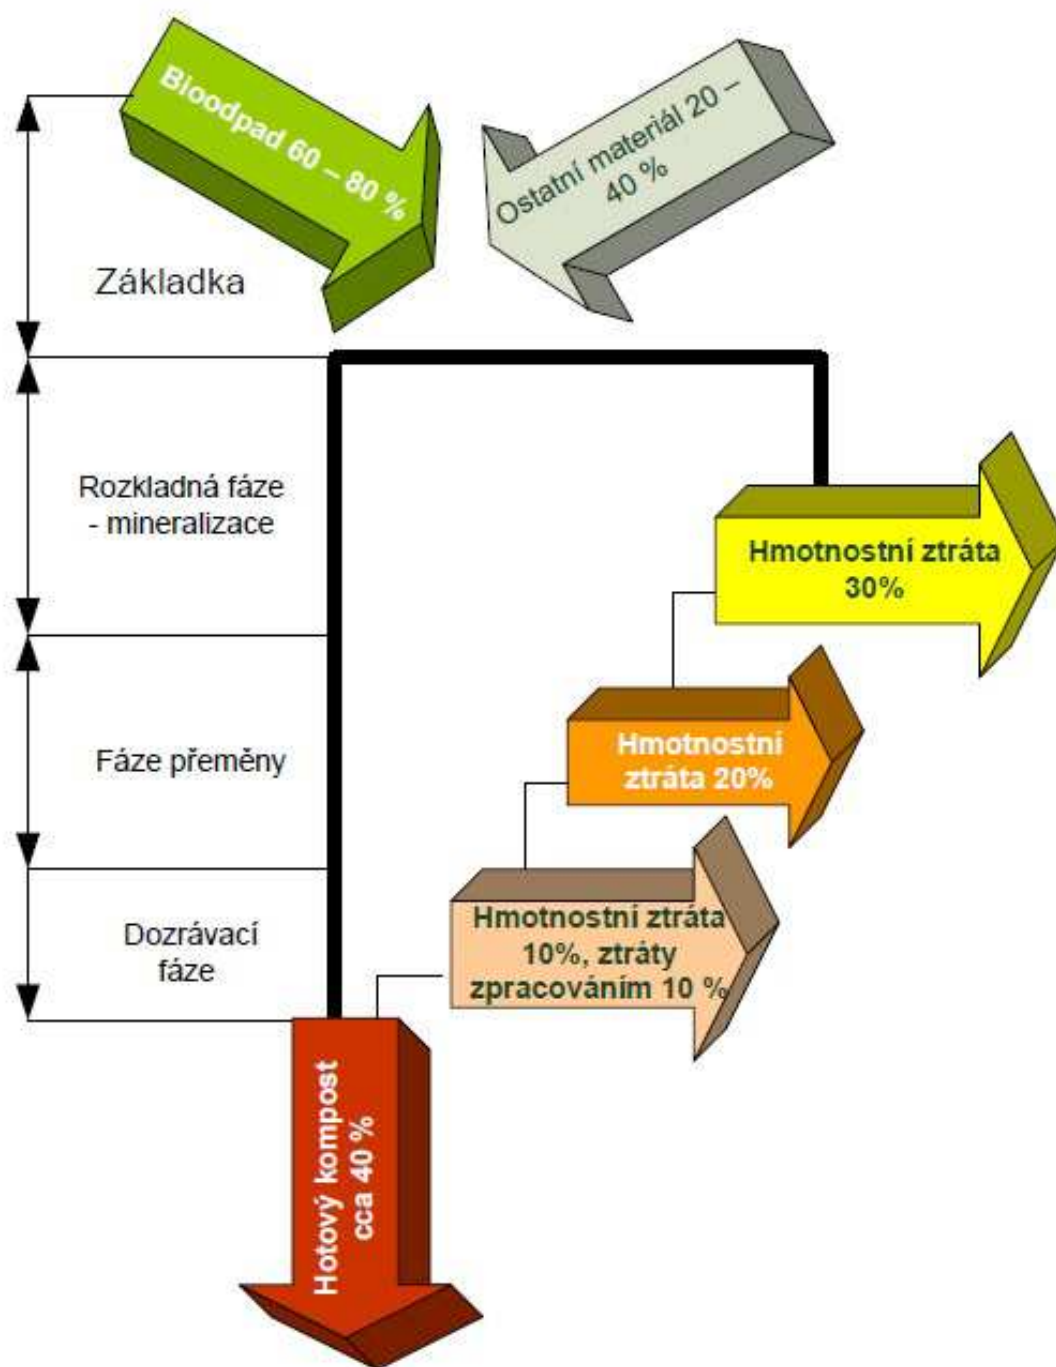 Bioodpad 60 – 80 %
Ostatní materiál 20 –
40 %
Základka
Rozkladná fáze
- mineralizace
Hmotnostní ztráta
30%
Fáze přeměny
Hmotnostní
ztráta 20%
Dozrávací
fáze
Hmotnostní ztráta
10%, ztráty
zpracováním 10 %
Hotový kompost
cca 40 %